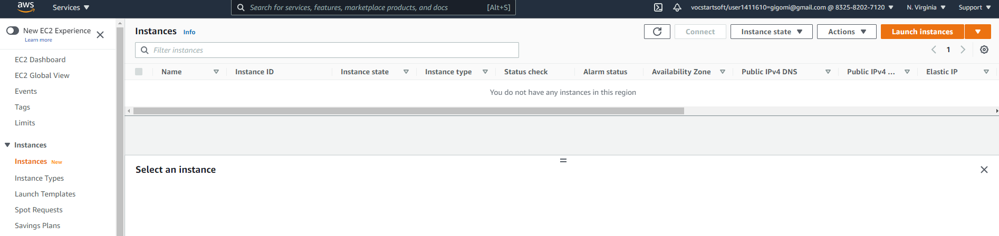 aws Services Search for services, features, marketplace products, and docs [Alt+S] vocstartsoft/user1411610=gigomi@gmail.com @ 8325-8202-7120 N. Virginia Support
New EC2 Experience
Learn more
EC2 Dashboard
EC2 Global View
Events
Tags
Limits
Instances
Instances New
Instance Types
Launch Templates
Spot Requests
Savings Plans
Instances Info Connect Instance state Actions Launch instances
Filter instances 1
Name Instance ID Instance state Instance type Status check Alarm status Availability Zone Public IPv4 DNS Public IPv4 ... Elastic IP
You do not have any instances in this region
Select an instance